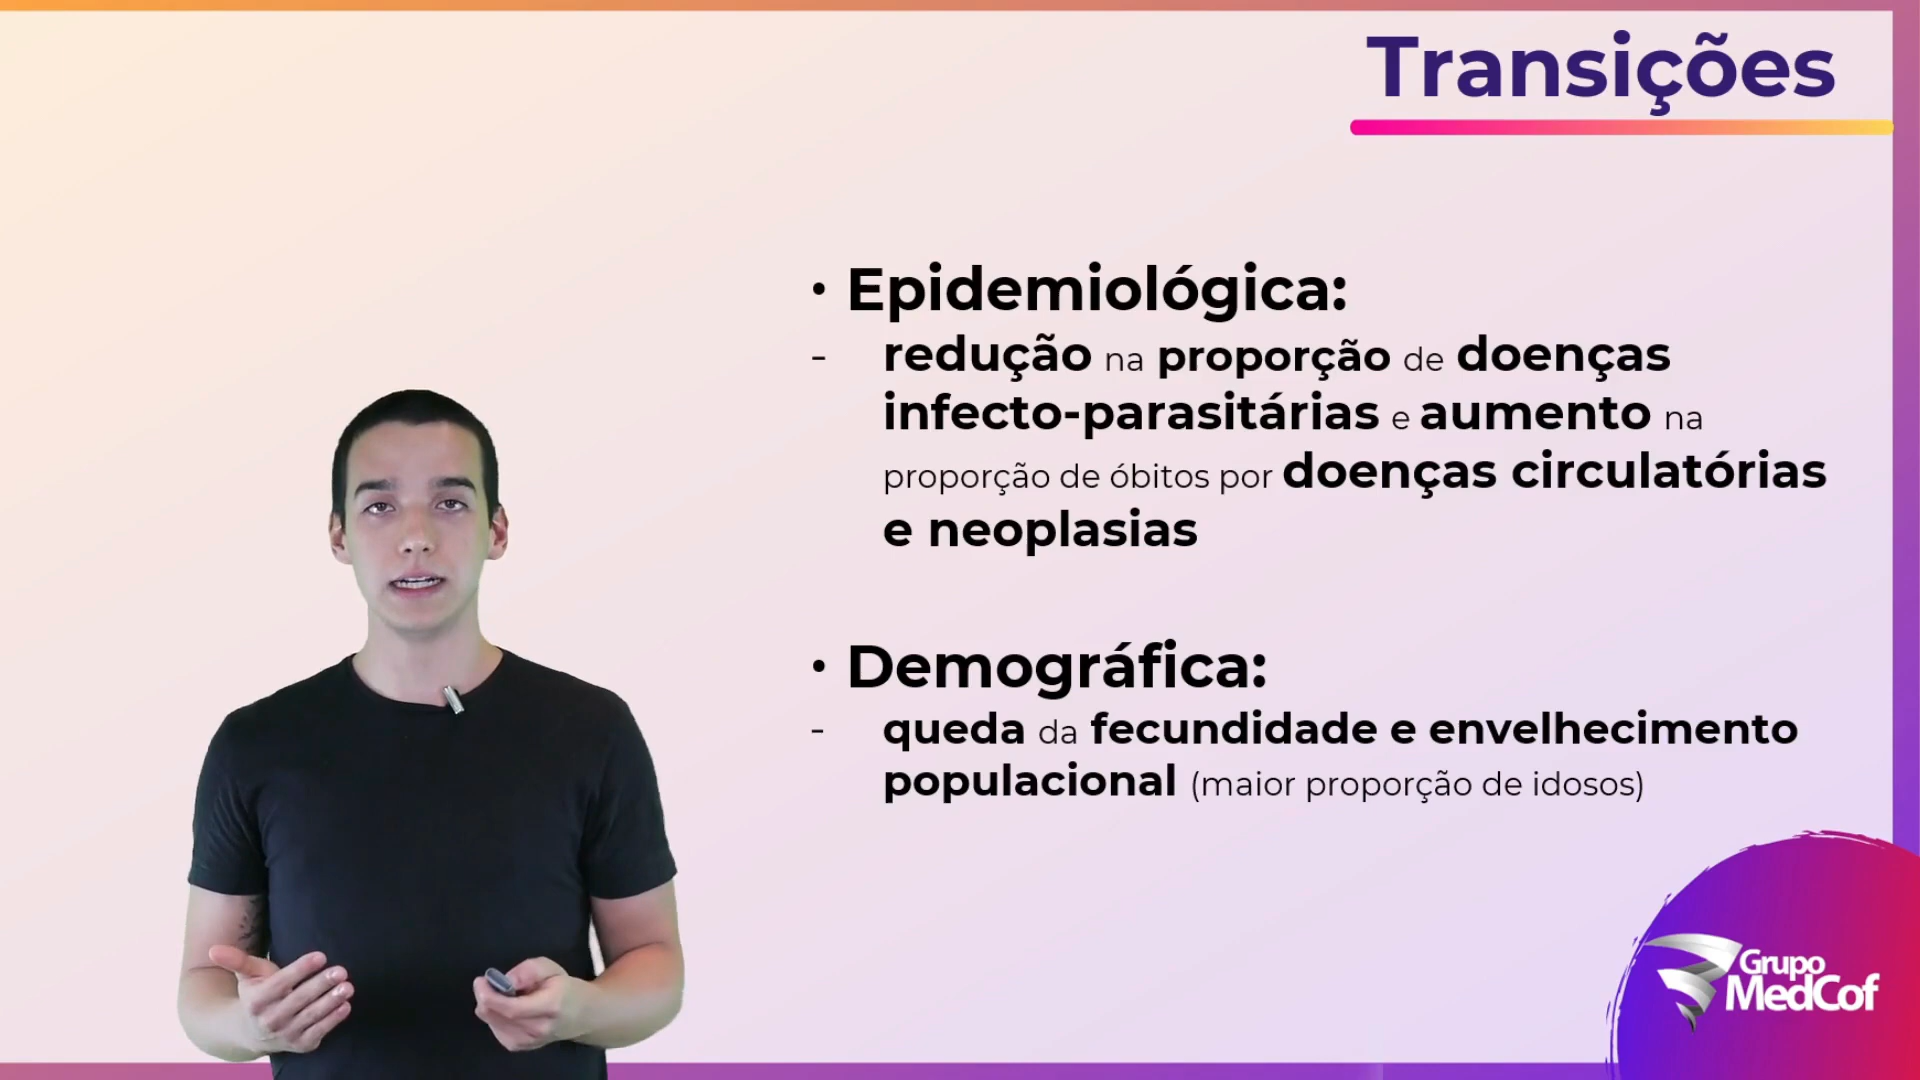 Transições
• Epidemiológica:
- redução na proporção de doenças
infecto-parasitárias e aumento na
proporção de óbitos por doenças circulatórias
e neoplasias
• Demográfica:
- queda da fecundidade e envelhecimento
populacional (maior proporção de idosos)
Grupo
MedCof